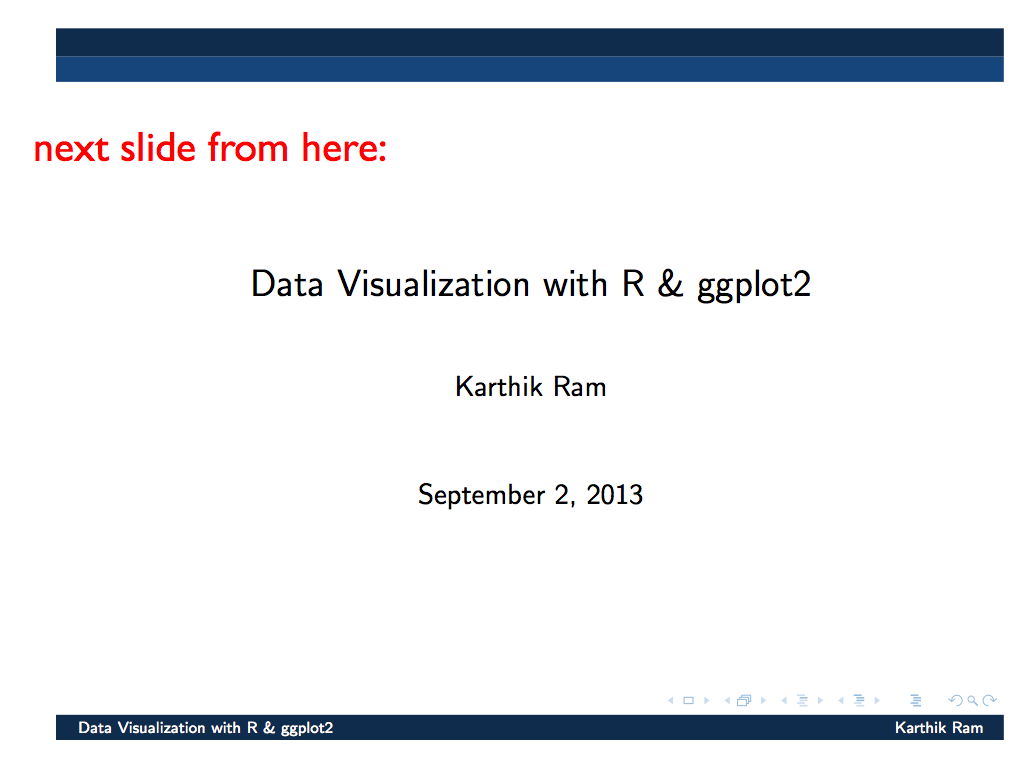 next slide from here:
Data Visualization with R & ggplot2
Karthik Ram
September 2, 2013
Data Visualization with R & ggplot2
Karthik Ram